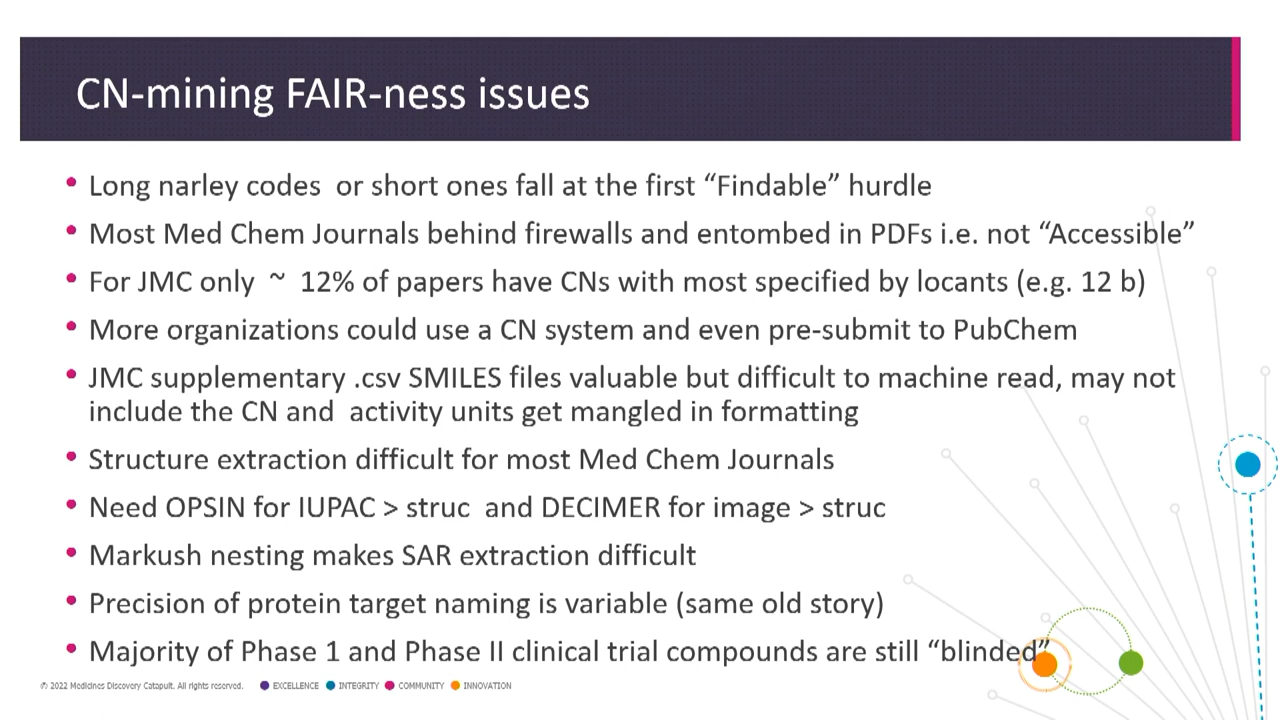 CN-mining FAIR-ness issues
• Long narley codes  or short ones fall at the first “Findable” hurdle
• Most Med Chem Journals behind firewalls and entombed in PDFs i.e. not “Accessible”
• For JMC only  ~  12% of papers have CNs with most specified by locants (e.g. 12 b)
• More organizations could use a CN system and even pre-submit to PubChem
• JMC supplementary .csv SMILES files valuable but difficult to machine read, may not
include the CN and  activity units get mangled in formatting
• Structure extraction difficult for most Med Chem Journals
• Need OPSIN for IUPAC > struc  and DECIMER for image > struc
• Markush nesting makes SAR extraction difficult
• Precision of protein target naming is variable (same old story)
• Majority of Phase 1 and Phase II clinical trial compounds are still “blinded”
© 2022 Medicines Discovery Catapult. All rights reserved. EXCELLENCE INTEGRITY COMMUNITY INNOVATION